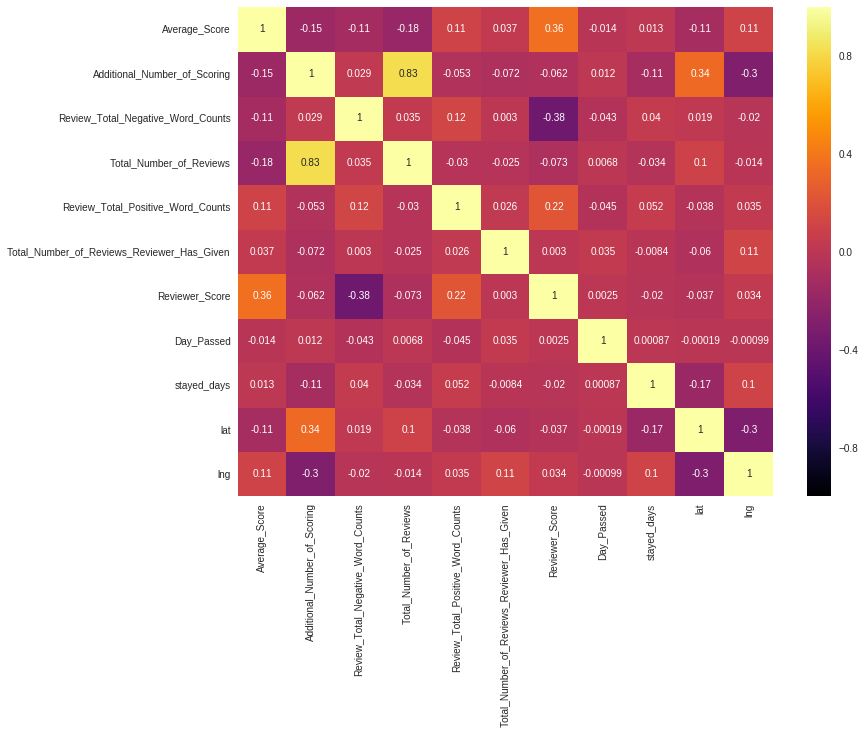 Average_Score 1 -0.15 -0.11 -0.18 0.11 0.037 0.36 -0.014 0.013 -0.11 0.11
Additional_Number_of_Scoring -0.15 1 0.029 0.83 -0.053 -0.072 -0.062 0.012 -0.11 0.34 -0.3
Review_Total_Negative_Word_Counts -0.11 0.029 1 0.035 0.12 0.003 -0.38 -0.043 0.04 0.019 -0.02
Total_Number_of_Reviews -0.18 0.83 0.035 1 -0.03 -0.025 -0.073 0.0068 -0.034 0.1 -0.014
Review_Total_Positive_Word_Counts 0.11 -0.053 0.12 -0.03 1 0.026 0.22 -0.045 0.052 -0.038 0.035
Total_Number_of_Reviews_Reviewer_Has_Given 0.037 -0.072 0.003 -0.025 0.026 1 0.003 0.035 -0.0084 -0.06 0.11
Reviewer_Score 0.36 -0.062 -0.38 -0.073 0.22 0.003 1 0.0025 -0.02 -0.037 0.034
Day_Passed -0.014 0.012 -0.043 0.0068 -0.045 0.035 0.0025 1 0.00087 -0.00019 -0.00099
stayed_days 0.013 -0.11 0.04 -0.034 0.052 -0.0084 -0.02 0.00087 1 -0.17 0.1
lat -0.11 0.34 0.019 0.1 -0.038 -0.06 -0.037 -0.00019 -0.17 1 -0.3
lng 0.11 -0.3 -0.02 -0.014 0.035 0.11 0.034 -0.00099 0.1 -0.3 1
Average_Score
Additional_Number_of_Scoring
Review_Total_Negative_Word_Counts
Total_Number_of_Reviews
Review_Total_Positive_Word_Counts
Total_Number_of_Reviews_Reviewer_Has_Given
Reviewer_Score
Day_Passed
stayed_days
lat
lng
0.8
0.4
0.0
−0.4
−0.8